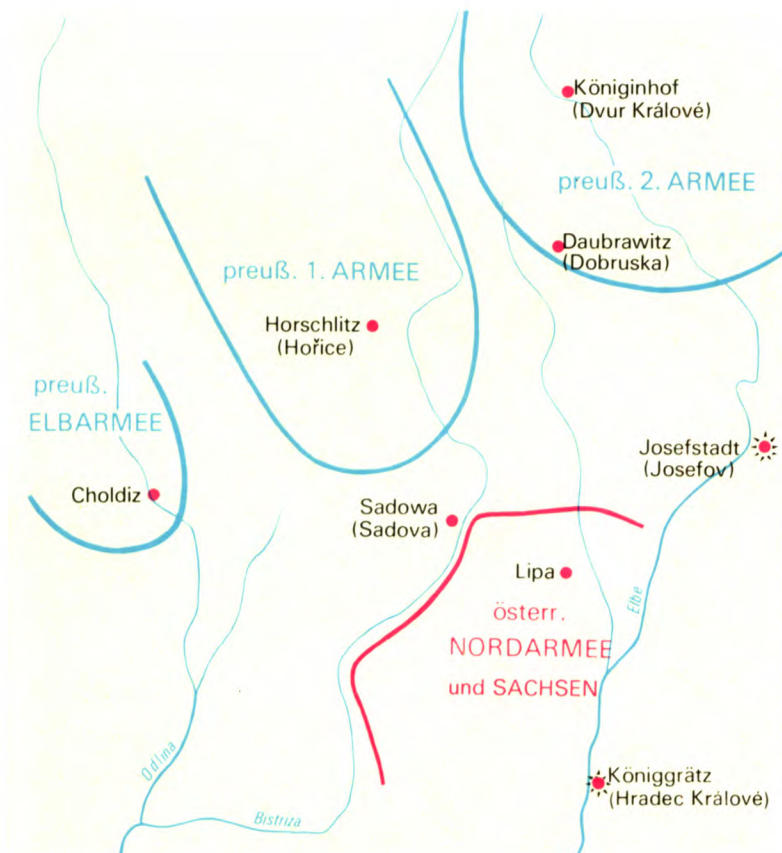 Königinhof
(Dvur Králové)
preuß. 2. ARMEE
Daubrawitz
(Dobruska)
preuß. 1. ARMEE
Horschlitz
(Hořice)
preuß.
ELBARMEE
Josefstadt
(Josefov)
Choldiz
Sadowa
(Sadova)
Lipa
österr.
NORDARMEE
und SACHSEN
Elbe
Odlina
Bistriza
Königgrätz
(Hradec Králové)